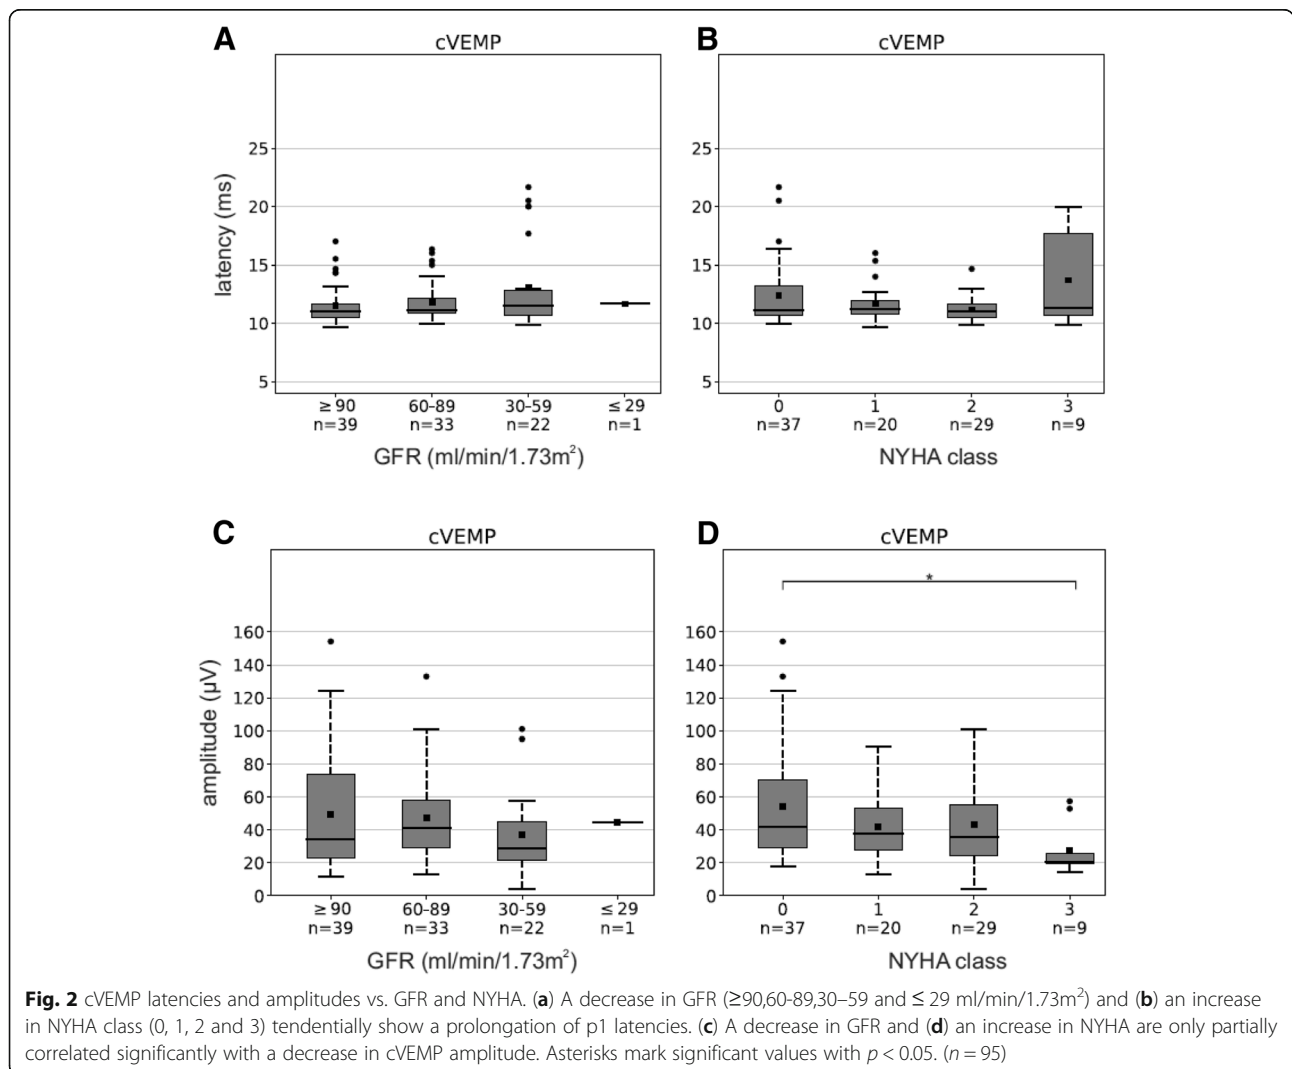 A
cVEMP
latency (ms)
25
20
15
10
5
≥90 60-89 30-59 ≤29
n=39 n=33 n=22 n=1
GFR (ml/min/1.73m²)
B
cVEMP
25
20
15
10
5
0 1 2 3
n=37 n=20 n=29 n=9
NYHA class
C
cVEMP
amplitude (µV)
160
140
120
100
80
60
40
20
0
≥90 60-89 30-59 ≤29
n=39 n=33 n=22 n=1
GFR (ml/min/1.73m²)
D
cVEMP
*
160
140
120
100
80
60
40
20
0
0 1 2 3
n=37 n=20 n=29 n=9
NYHA class
Fig. 2 cVEMP latencies and amplitudes vs. GFR and NYHA. (a) A decrease in GFR (≥90,60-89,30–59 and ≤ 29 ml/min/1.73m²) and (b) an increase
in NYHA class (0, 1, 2 and 3) tendentially show a prolongation of p1 latencies. (c) A decrease in GFR and (d) an increase in NYHA are only partially
correlated significantly with a decrease in cVEMP amplitude. Asterisks mark significant values with p < 0.05. (n = 95)